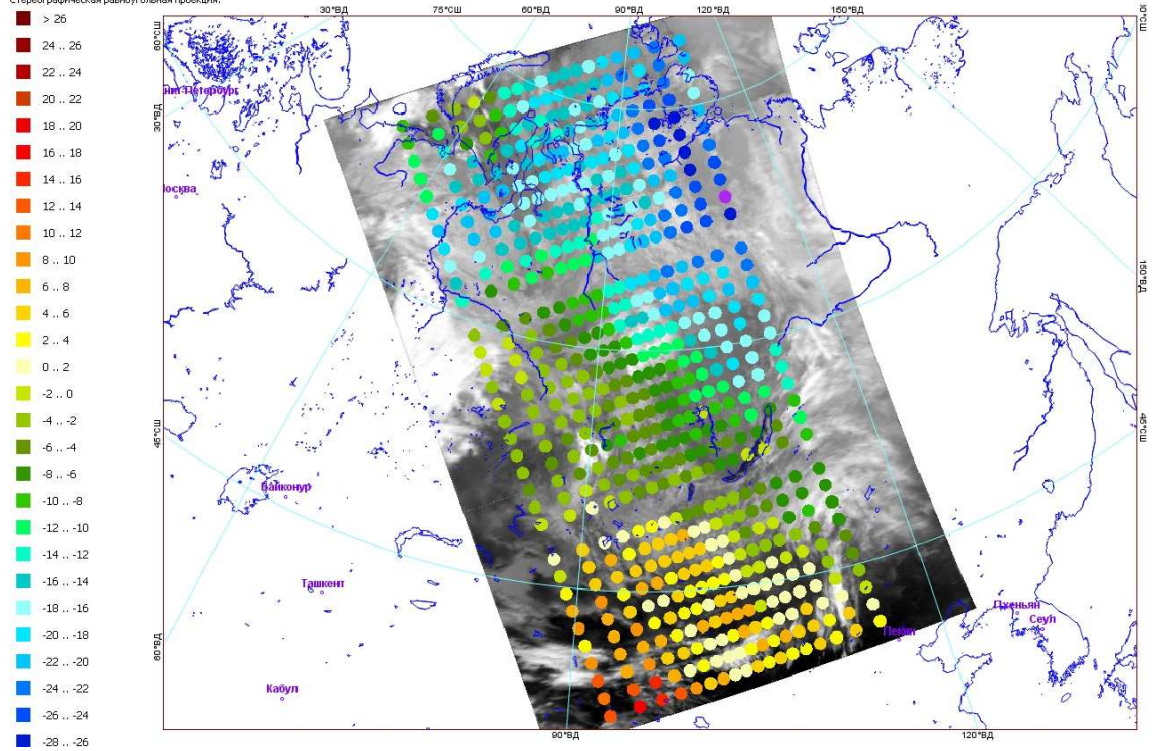 Стереографическая равноугольная проекция.
30°ВД 75°СШ 60°ВД 90°ВД 120°ВД 150°ВД
60°СШ
> 26
24 .. 26
22 .. 24
20 .. 22
18 .. 20
16 .. 18
14 .. 16
12 .. 14
10 .. 12
8 .. 10
6 .. 8
4 .. 6
2 .. 4
0 .. 2
-2 .. 0
-4 .. -2
-6 .. -4
-8 .. -6
-10 .. -8
-12 .. -10
-14 .. -12
-16 .. -14
-18 .. -16
-20 .. -18
-22 .. -20
-24 .. -22
-26 .. -24
-28 .. -26
нкт-Петербург
30°ВД
Москва
150°ВД
45°СШ
45°СШ
Байконур
Ташкент
Пхеньян
Сеул
Пекин
60°ВД
Кабул
90°ВД
120°ВД